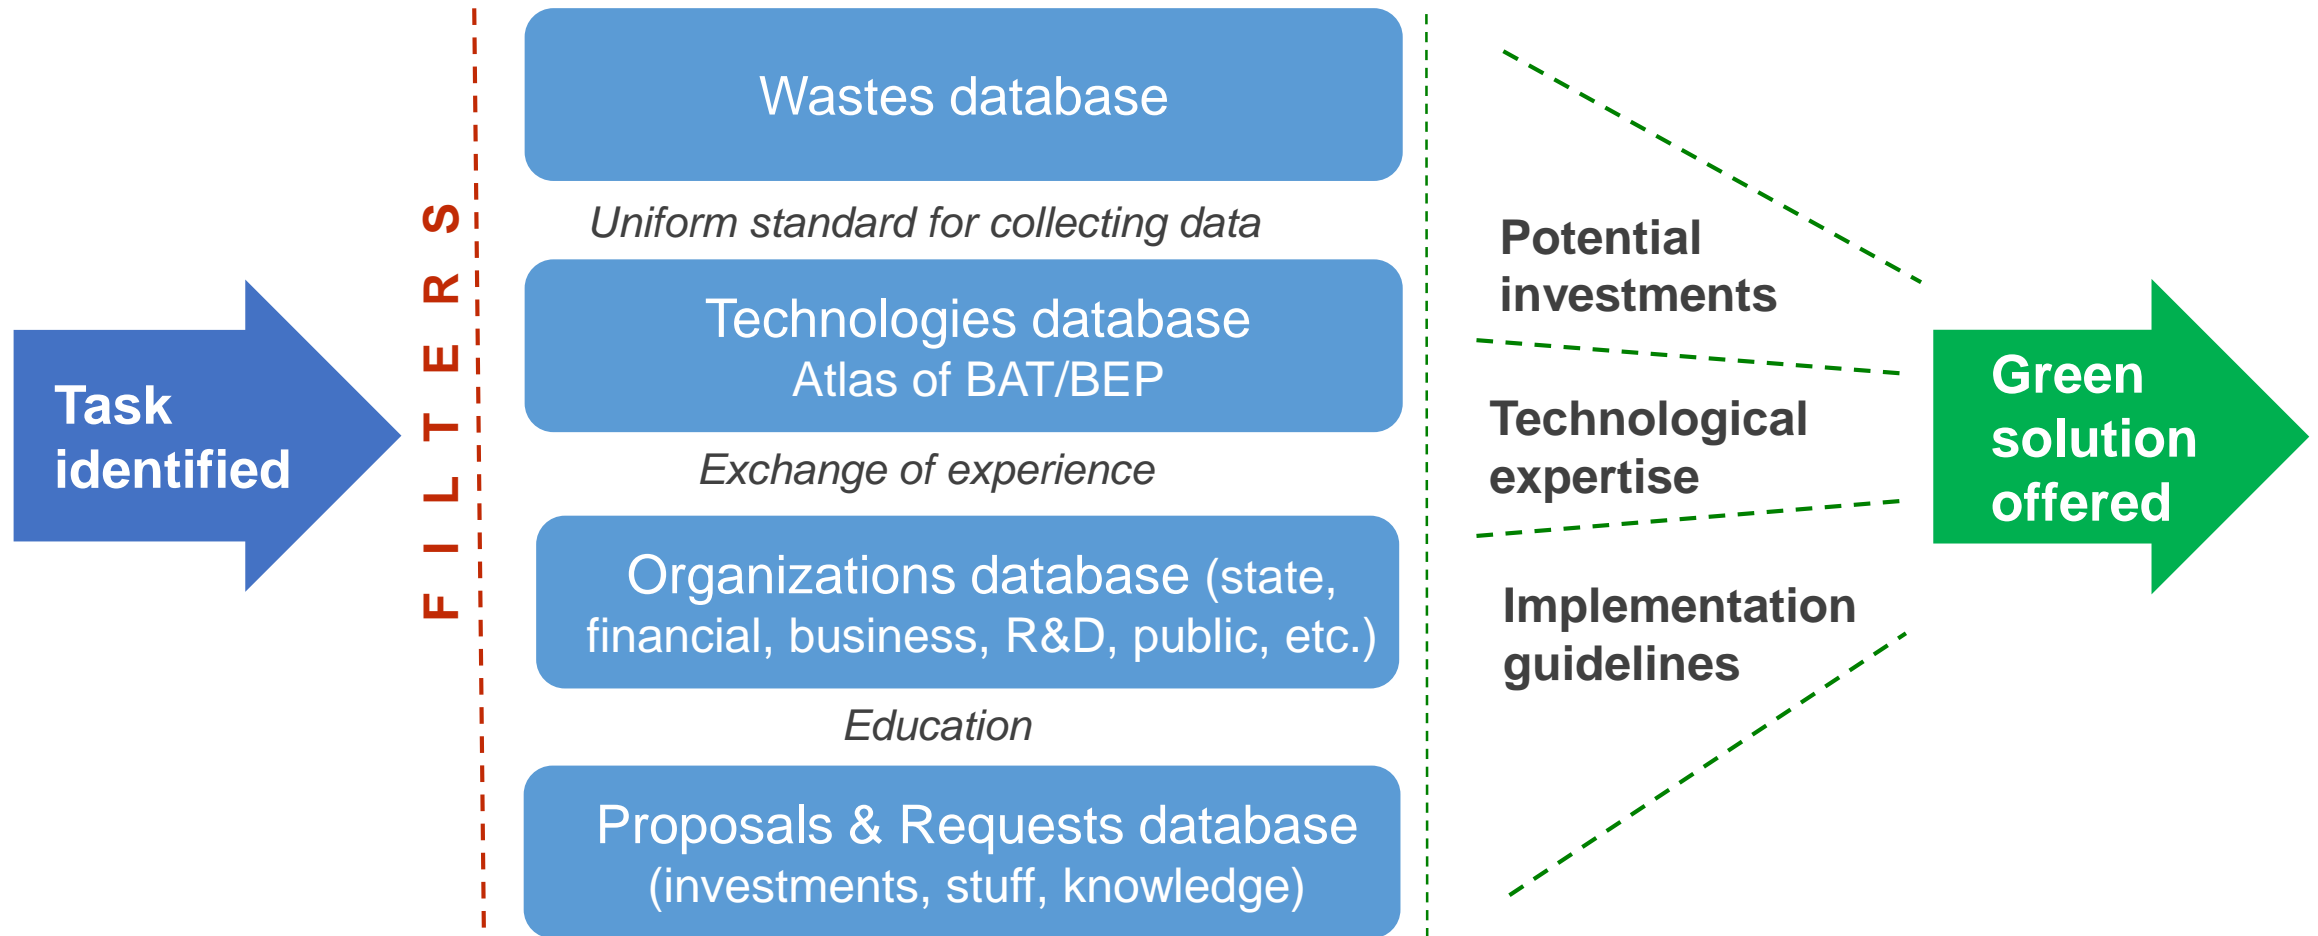 Task
identified
FILTERS
Wastes database
Uniform standard for collecting data
Technologies database
Atlas of BAT/BEP
Exchange of experience
Organizations database (state,
financial, business, R&D, public, etc.)
Education
Proposals & Requests database
(investments, stuff, knowledge)
Potential
investments
Technological
expertise
Implementation
guidelines
Green
solution
offered